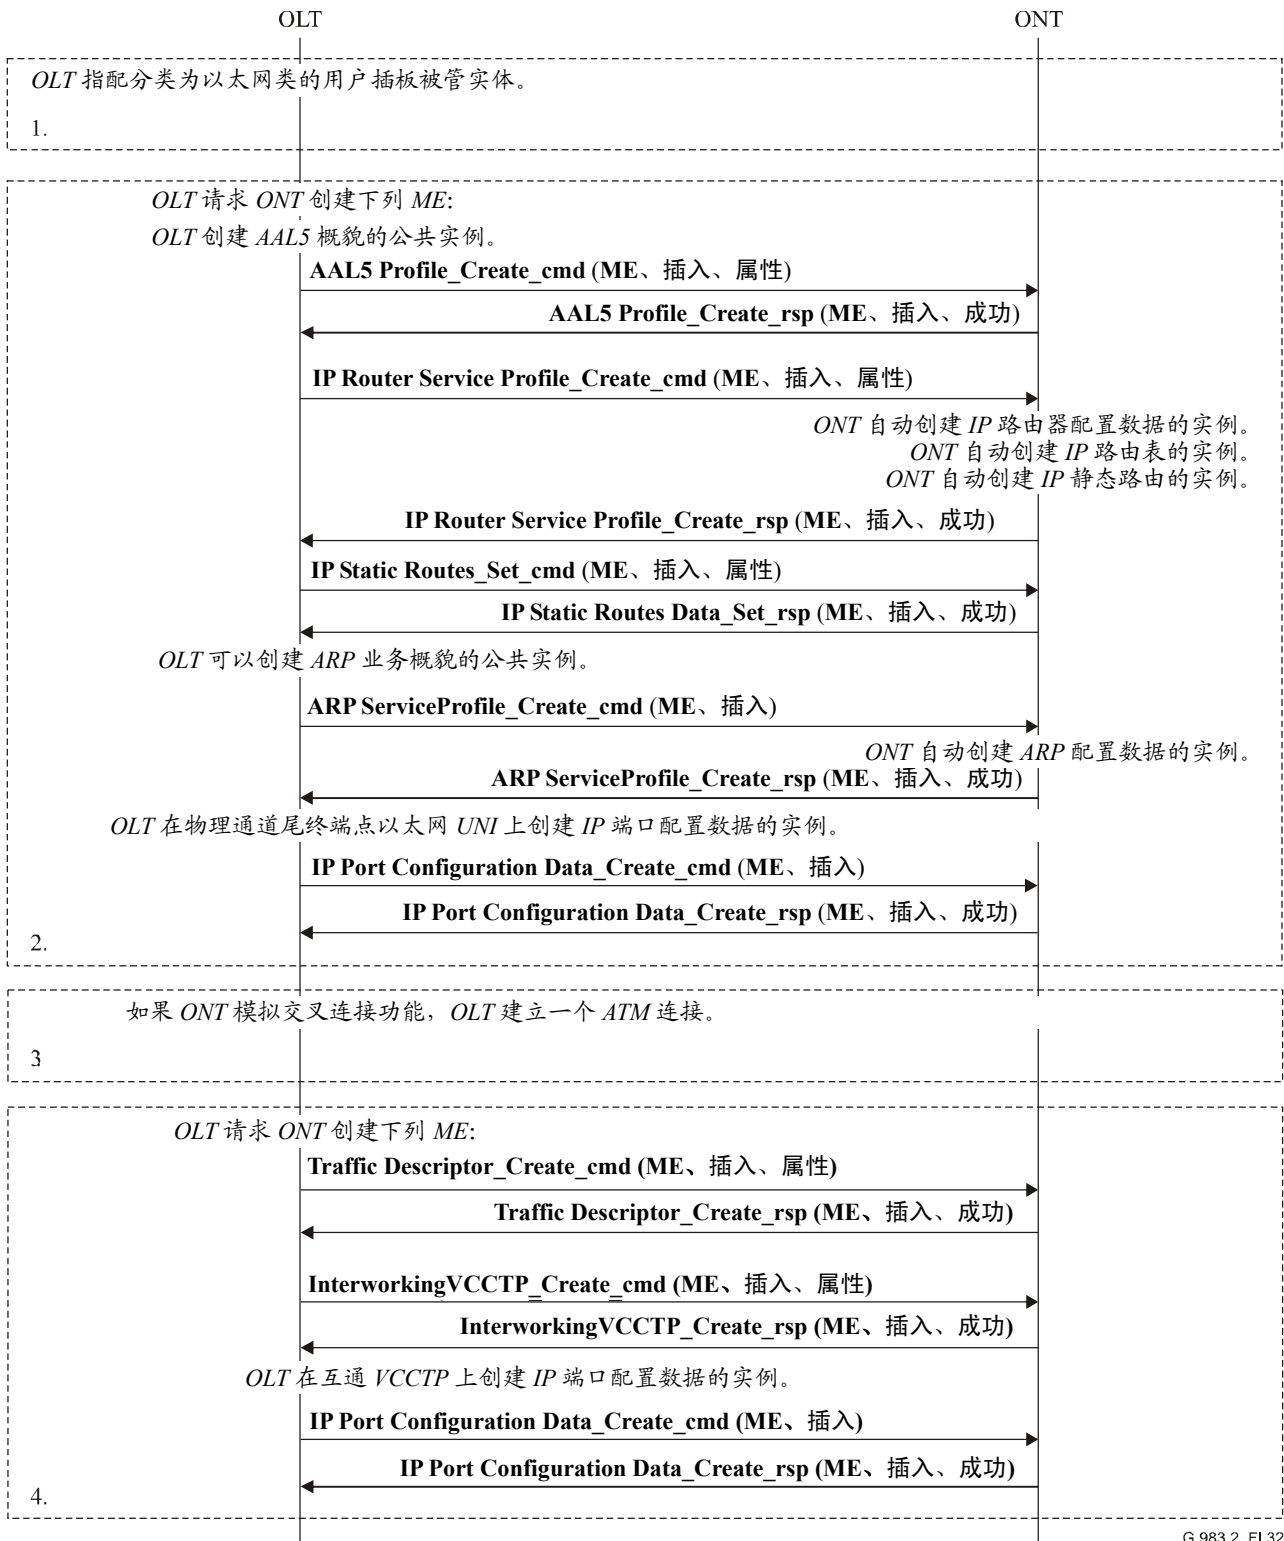 OLT ONT
OLT 指配分类为以太网类的用户插板被管实体。
1.
OLT 请求 ONT 创建下列 ME:
OLT 创建 AAL5 概貌的公共实例。
AAL5 Profile_Create_cmd (ME、插入、属性)
AAL5 Profile_Create_rsp (ME、插入、成功)
IP Router Service Profile_Create_cmd (ME、插入、属性)
ONT 自动创建 IP 路由器配置数据的实例。
ONT 自动创建 IP 路由表的实例。
ONT 自动创建 IP 静态路由的实例。
IP Router Service Profile_Create_rsp (ME、插入、成功)
IP Static Routes_Set_cmd (ME、插入、属性)
IP Static Routes Data_Set_rsp (ME、插入、成功)
OLT 可以创建 ARP 业务概貌的公共实例。
ARP ServiceProfile_Create_cmd (ME、插入)
ONT 自动创建 ARP 配置数据的实例。
ARP ServiceProfile_Create_rsp (ME、插入、成功)
OLT 在物理通道尾终端点以太网 UNI 上创建 IP 端口配置数据的实例。
IP Port Configuration Data_Create_cmd (ME、插入)
IP Port Configuration Data_Create_rsp (ME、插入、成功)
2.
如果 ONT 模拟交叉连接功能，OLT 建立一个 ATM 连接。
3
OLT 请求 ONT 创建下列 ME:
Traffic Descriptor_Create_cmd (ME、插入、属性)
Traffic Descriptor_Create_rsp (ME、插入、成功)
InterworkingVCCTP_Create_cmd (ME、插入、属性)
InterworkingVCCTP_Create_rsp (ME、插入、成功)
OLT 在互通 VCCTP 上创建 IP 端口配置数据的实例。
IP Port Configuration Data_Create_cmd (ME、插入)
IP Port Configuration Data_Create_rsp (ME、插入、成功)
4.